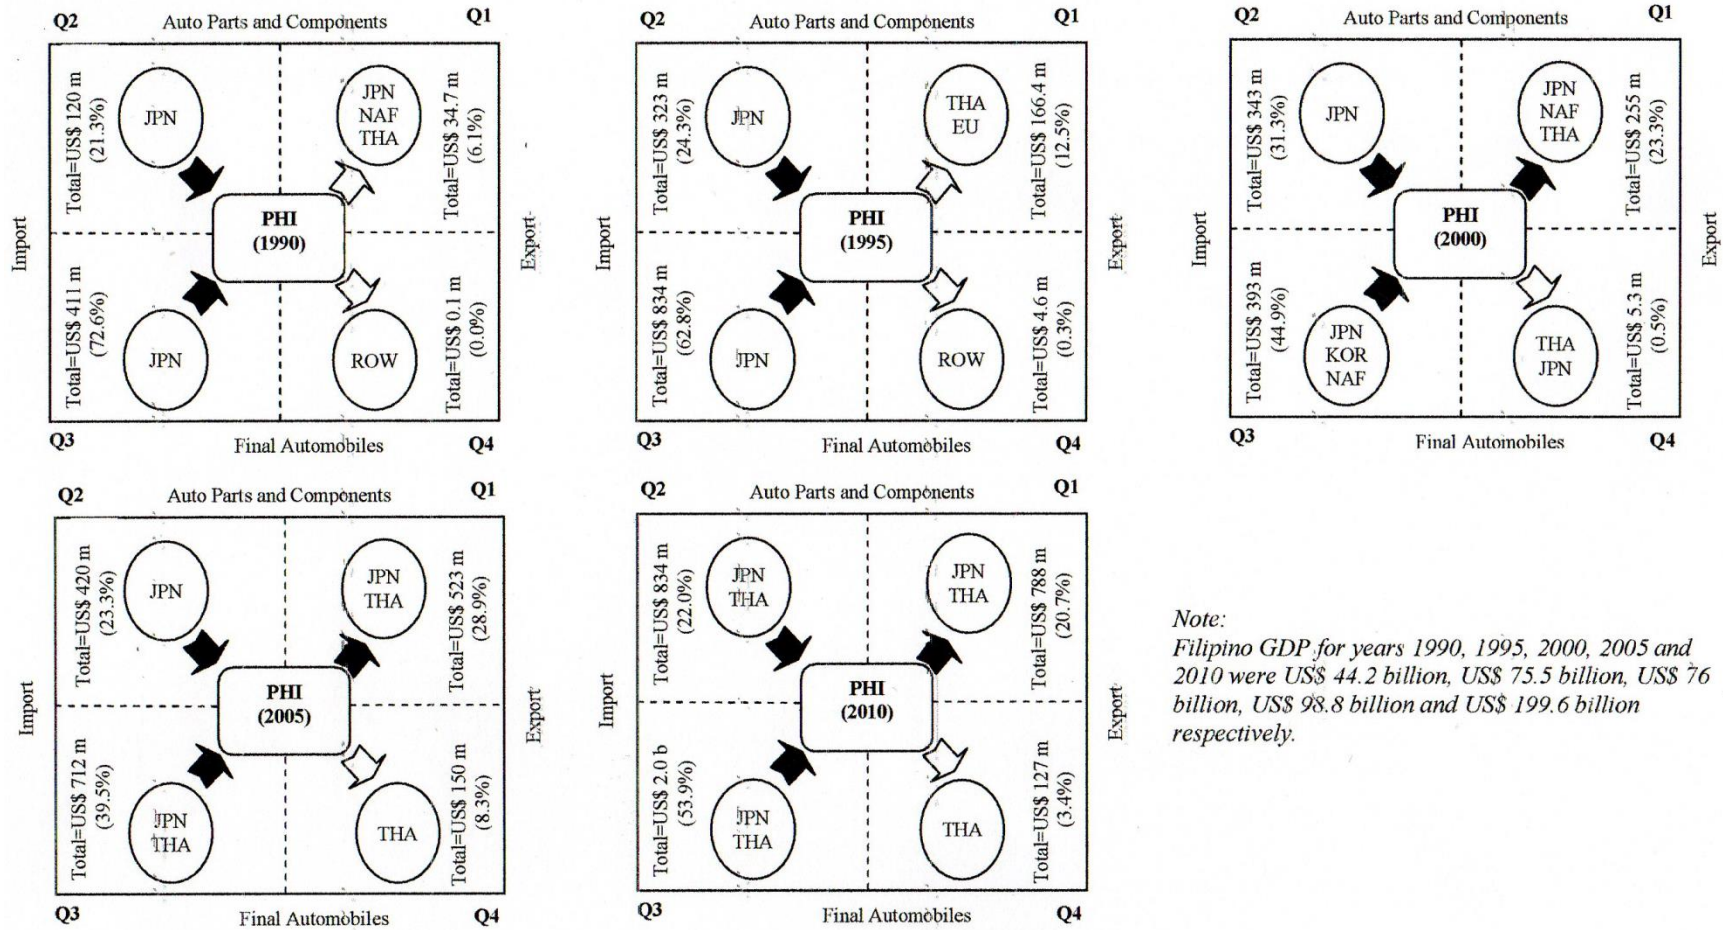 Q2 Auto Parts and Components Q1
Import
Total=US$ 120 m
(21.3%)
JPN
JPN
NAF
THA
Total=US$ 34.7 m
(6.1%)
Export
PHI
(1990)
Total=US$ 411 m
(72.6%)
JPN
ROW
Total=US$ 0.1 m
(0.0%)
Q3 Final Automobiles Q4
Q2 Auto Parts and Components Q1
Import
Total=US$ 323 m
(24.3%)
JPN
THA
EU
Total=US$ 166.4 m
(12.5%)
Export
PHI
(1995)
Total=US$ 834 m
(62.8%)
JPN
ROW
Total=US$ 4.6 m
(0.3%)
Q3 Final Automobiles Q4
Q2 Auto Parts and Components Q1
Import
Total=US$ 343 m
(31.3%)
JPN
JPN
NAF
THA
Total=US$ 255 m
(23.3%)
Export
PHI
(2000)
Total=US$ 393 m
(44.9%)
JPN
KOR
NAF
THA
JPN
Total=US$ 5.3 m
(0.5%)
Q3 Final Automobiles Q4
Q2 Auto Parts and Components Q1
Import
Total=US$ 420 m
(23.3%)
JPN
JPN
THA
Total=US$ 523 m
(28.9%)
Export
PHI
(2005)
Total=US$ 712 m
(39.5%)
JPN
THA
THA
Total=US$ 150 m
(8.3%)
Q3 Final Automobiles Q4
Q2 Auto Parts and Components Q1
Import
Total=US$ 834 m
(22.0%)
JPN
THA
JPN
THA
Total=US$ 788 m
(20.7%)
Export
PHI
(2010)
Total=US$ 2.0 b
(53.9%)
JPN
THA
THA
Total=US$ 127 m
(3.4%)
Q3 Final Automobiles Q4
Note:
Filipino GDP for years 1990, 1995, 2000, 2005 and
2010 were US$ 44.2 billion, US$ 75.5 billion, US$ 76
billion, US$ 98.8 billion and US$ 199.6 billion
respectively.